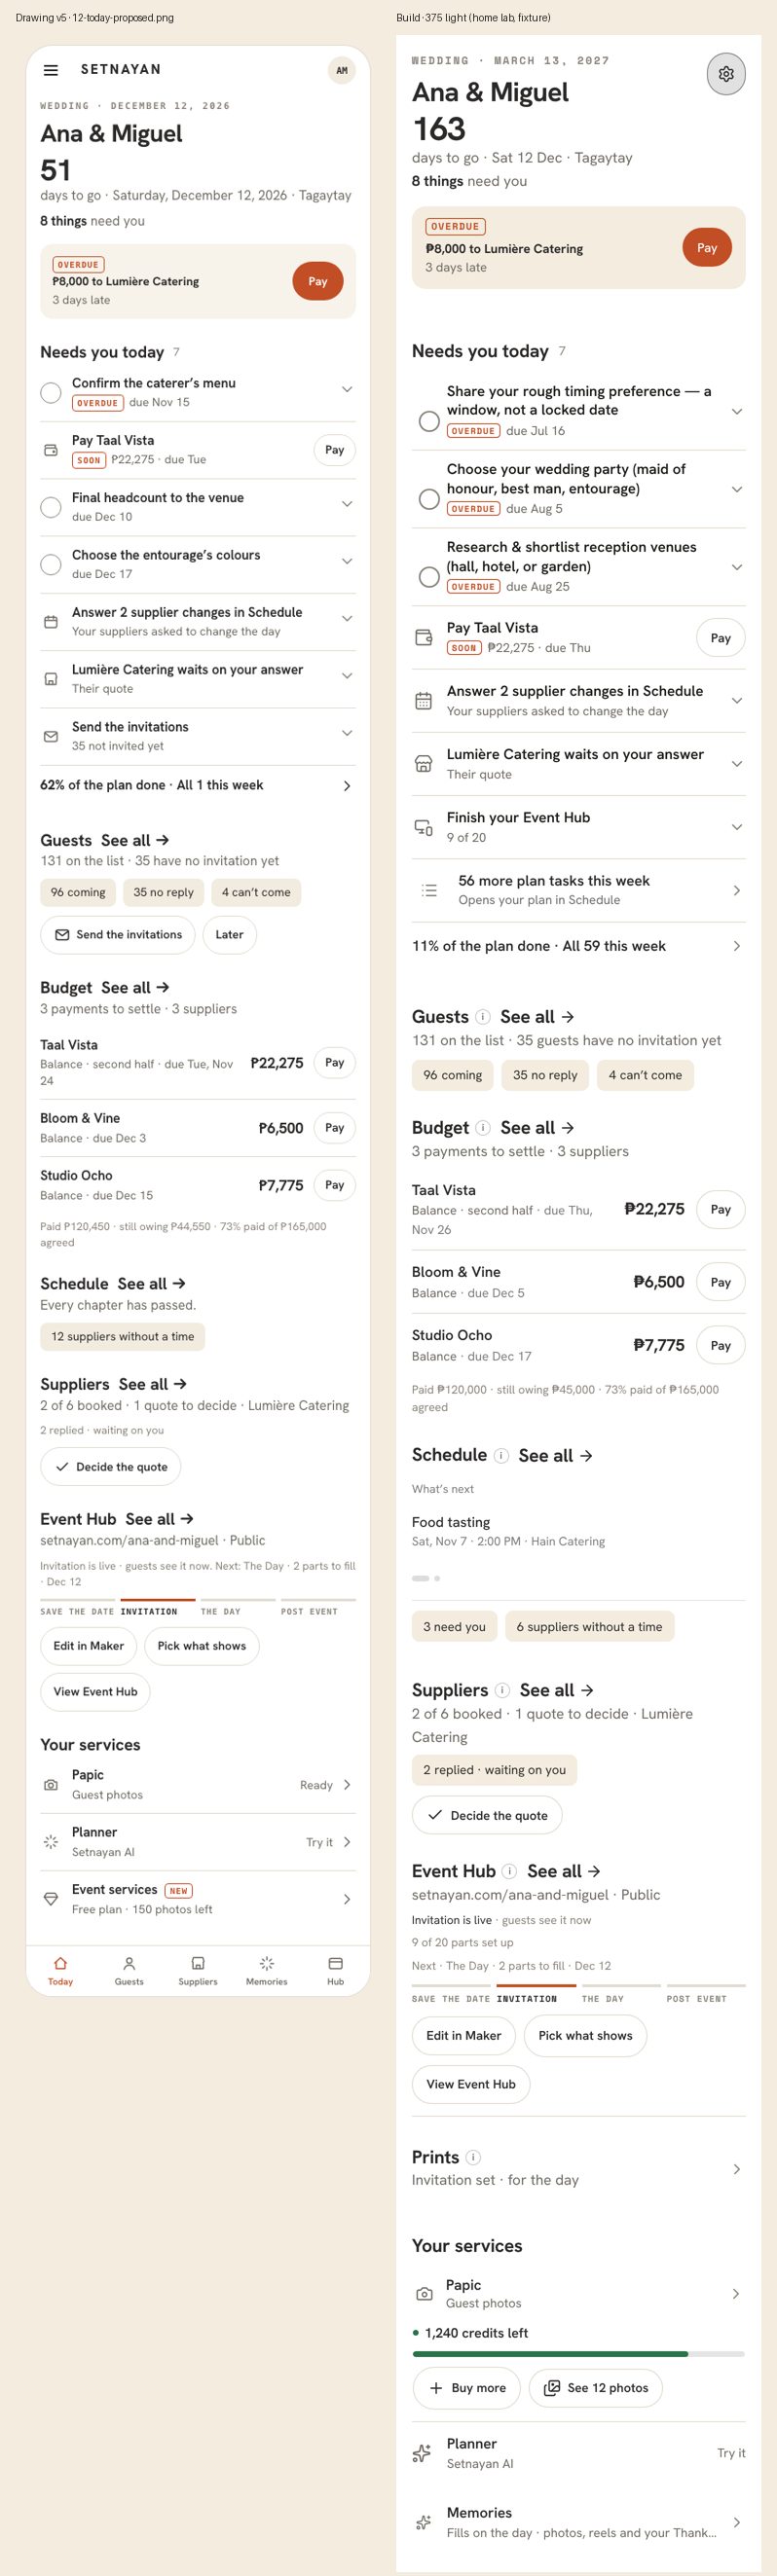 Drawing v5 · 12-today-proposed.png
SETNAYAN
AM
WEDDING · DECEMBER 12, 2026
Ana & Miguel
51
days to go · Saturday, December 12, 2026 · Tagaytay
8 things need you
OVERDUE
₱8,000 to Lumière Catering
3 days late
Pay
Needs you today 7
Confirm the caterer’s menu
OVERDUE due Nov 15
Pay Taal Vista
SOON ₱22,275 · due Tue
Pay
Final headcount to the venue
due Dec 10
Choose the entourage’s colours
due Dec 17
Answer 2 supplier changes in Schedule
Your suppliers asked to change the day
Lumière Catering waits on your answer
Their quote
Send the invitations
35 not invited yet
62% of the plan done · All 1 this week
Guests See all →
131 on the list · 35 have no invitation yet
96 coming 35 no reply 4 can’t come
Send the invitations Later
Budget See all →
3 payments to settle · 3 suppliers
Taal Vista
Balance · second half · due Tue, Nov
24
₱22,275 Pay
Bloom & Vine
Balance · due Dec 3
₱6,500 Pay
Studio Ocho
Balance · due Dec 15
₱7,775 Pay
Paid ₱120,450 · still owing ₱44,550 · 73% paid of ₱165,000
agreed
Schedule See all →
Every chapter has passed.
12 suppliers without a time
Suppliers See all →
2 of 6 booked · 1 quote to decide · Lumière Catering
2 replied · waiting on you
Decide the quote
Event Hub See all →
setnayan.com/ana-and-miguel · Public
Invitation is live · guests see it now. Next: The Day · 2 parts to fill
· Dec 12
SAVE THE DATE INVITATION THE DAY POST EVENT
Edit in Maker Pick what shows
View Event Hub
Your services
Papic
Guest photos
Ready
Planner
Setnayan AI
Try it
Event services NEW
Free plan · 150 photos left
Today Guests Suppliers Memories Hub
Build · 375 light (home lab, fixture)
WEDDING · MARCH 13, 2027
Ana & Miguel
163
days to go · Sat 12 Dec · Tagaytay
8 things need you
OVERDUE
₱8,000 to Lumière Catering
3 days late
Pay
Needs you today 7
Share your rough timing preference — a
window, not a locked date
OVERDUE due Jul 16
Choose your wedding party (maid of
honour, best man, entourage)
OVERDUE due Aug 5
Research & shortlist reception venues
(hall, hotel, or garden)
OVERDUE due Aug 25
Pay Taal Vista
SOON ₱22,275 · due Thu
Pay
Answer 2 supplier changes in Schedule
Your suppliers asked to change the day
Lumière Catering waits on your answer
Their quote
Finish your Event Hub
9 of 20
56 more plan tasks this week
Opens your plan in Schedule
11% of the plan done · All 59 this week
Guests i See all →
131 on the list · 35 guests have no invitation yet
96 coming 35 no reply 4 can’t come
Budget i See all →
3 payments to settle · 3 suppliers
Taal Vista
Balance · second half · due Thu,
Nov 26
₱22,275 Pay
Bloom & Vine
Balance · due Dec 5
₱6,500 Pay
Studio Ocho
Balance · due Dec 17
₱7,775 Pay
Paid ₱120,000 · still owing ₱45,000 · 73% paid of ₱165,000
agreed
Schedule i See all →
What’s next
Food tasting
Sat, Nov 7 · 2:00 PM · Hain Catering
3 need you 6 suppliers without a time
Suppliers i See all →
2 of 6 booked · 1 quote to decide · Lumière
Catering
2 replied · waiting on you
Decide the quote
Event Hub i See all →
setnayan.com/ana-and-miguel · Public
Invitation is live · guests see it now
9 of 20 parts set up
Next · The Day · 2 parts to fill · Dec 12
SAVE THE DATE INVITATION THE DAY POST EVENT
Edit in Maker Pick what shows
View Event Hub
Prints i
Invitation set · for the day
Your services
Papic
Guest photos
1,240 credits left
Buy more See 12 photos
Planner
Setnayan AI
Try it
Memories
Fills on the day · photos, reels and your Thank…